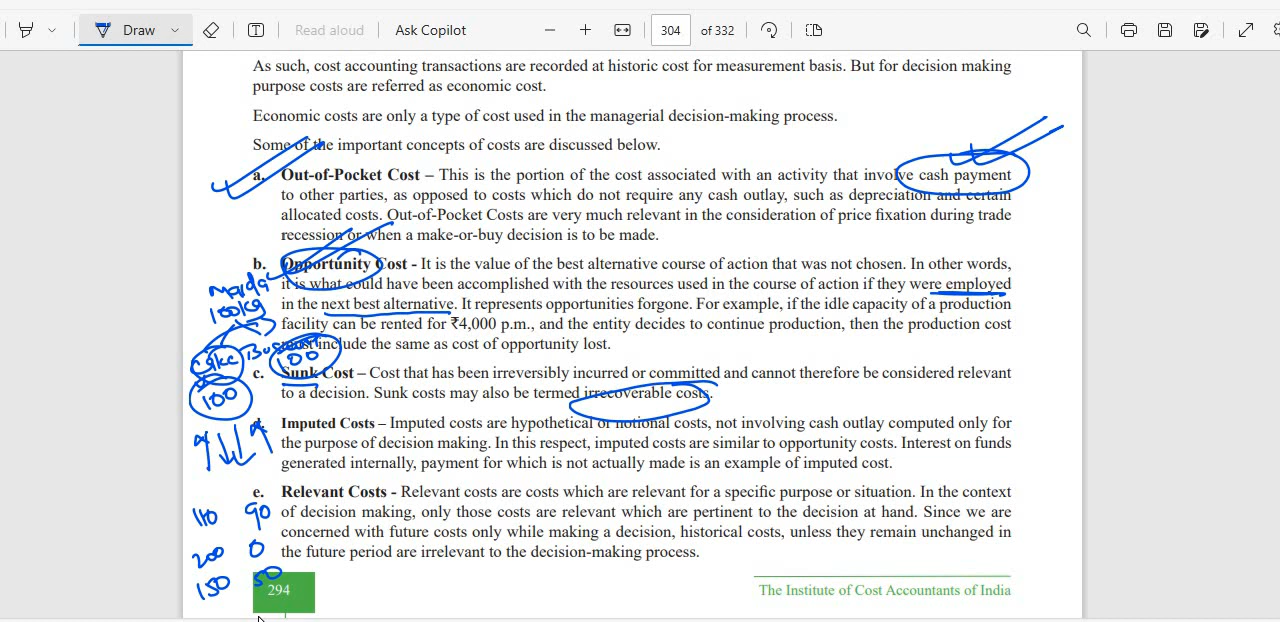 Draw
Read aloud
Ask Copilot
304 of 332
As such, cost accounting transactions are recorded at historic cost for measurement basis. But for decision making
purpose costs are referred as economic cost.
Economic costs are only a type of cost used in the managerial decision-making process.
Some of the important concepts of costs are discussed below.
a. Out-of-Pocket Cost – This is the portion of the cost associated with an activity that involve cash payment
to other parties, as opposed to costs which do not require any cash outlay, such as depreciation and certain
allocated costs. Out-of-Pocket Costs are very much relevant in the consideration of price fixation during trade
recession or when a make-or-buy decision is to be made.
b. Opportunity Cost - It is the value of the best alternative course of action that was not chosen. In other words,
it is what could have been accomplished with the resources used in the course of action if they were employed
in the next best alternative. It represents opportunities forgone. For example, if the idle capacity of a production
facility can be rented for ₹4,000 p.m., and the entity decides to continue production, then the production cost
must include the same as cost of opportunity lost.
c. Sunk Cost – Cost that has been irreversibly incurred or committed and cannot therefore be considered relevant
to a decision. Sunk costs may also be termed irrecoverable costs.
d. Imputed Costs – Imputed costs are hypothetical or notional costs, not involving cash outlay computed only for
the purpose of decision making. In this respect, imputed costs are similar to opportunity costs. Interest on funds
generated internally, payment for which is not actually made is an example of imputed cost.
e. Relevant Costs - Relevant costs are costs which are relevant for a specific purpose or situation. In the context
of decision making, only those costs are relevant which are pertinent to the decision at hand. Since we are
concerned with future costs only while making a decision, historical costs, unless they remain unchanged in
the future period are irrelevant to the decision-making process.
Maida
100kg
Cake
100
100
110 90
200 0
150 50
294
The Institute of Cost Accountants of India